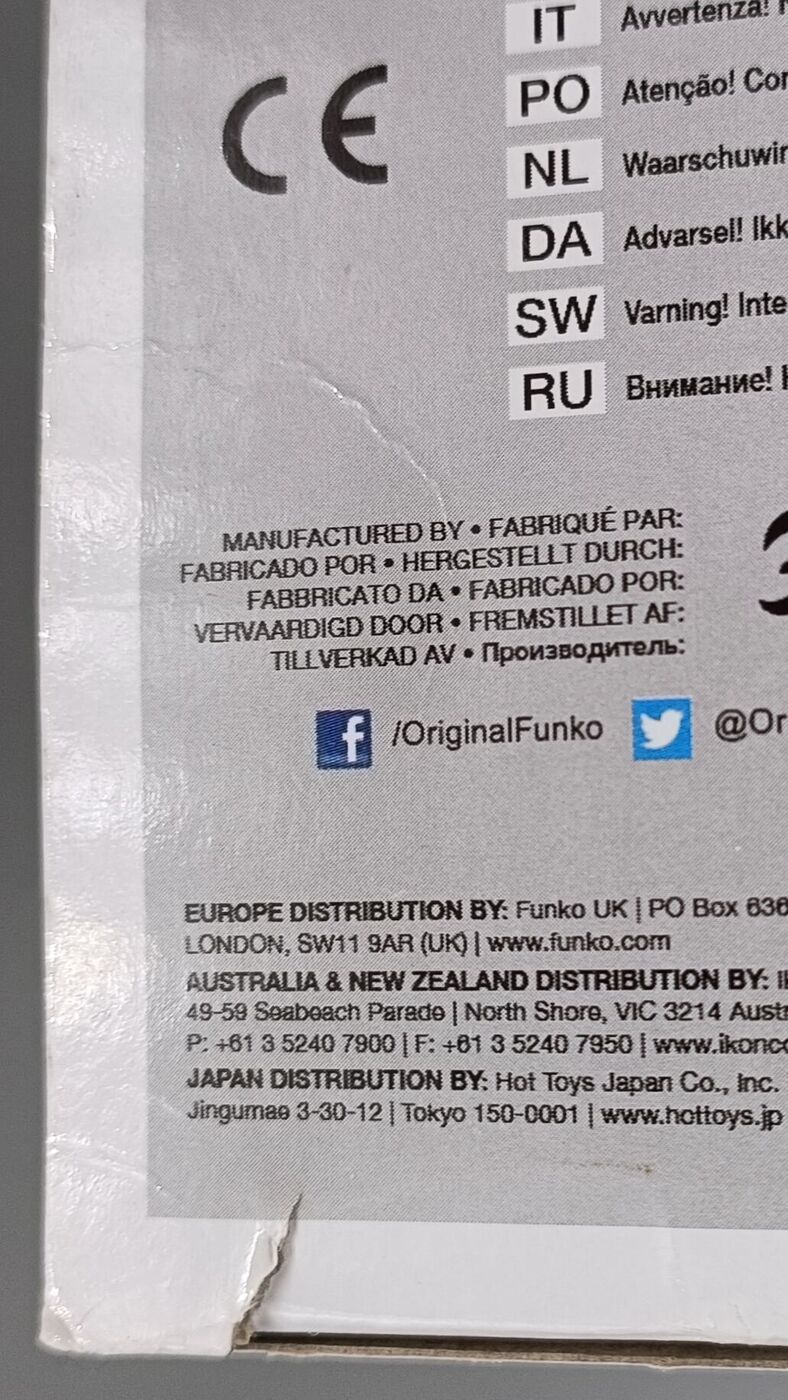 IT Avvertenza!
PO Atenção!
CE
NL
DA Advarsel!
SW Varning! Inte
RU Внимание!
MANUFACTURED BY • FABRIQUÉ PAR:
FABRICADO POR • HERGESTELLT DURCH:
FABBRICATO DA • FABRICADO POR:
VERVAARDIGD DOOR • FREMSTILLET AF:
TILLVERKAD AV • Производитель:
f /OriginalFunko @Or
EUROPE DISTRIBUTION BY: Funko UK | PO Box
LONDON, SW11 9AR (UK) | www.funko.com
AUSTRALIA & NEW ZEALAND DISTRIBUTION BY:
49-59 Seabeach Parade | North Shore, VIC 3214
P: +61 3 5240 7900 | F: +61 3 5240 7950 |
JAPAN DISTRIBUTION BY: Hot Toys Japan Co., Inc.
Jingumae 3-30-12 | Tokyo 150-0001 | www.hottoys.jp